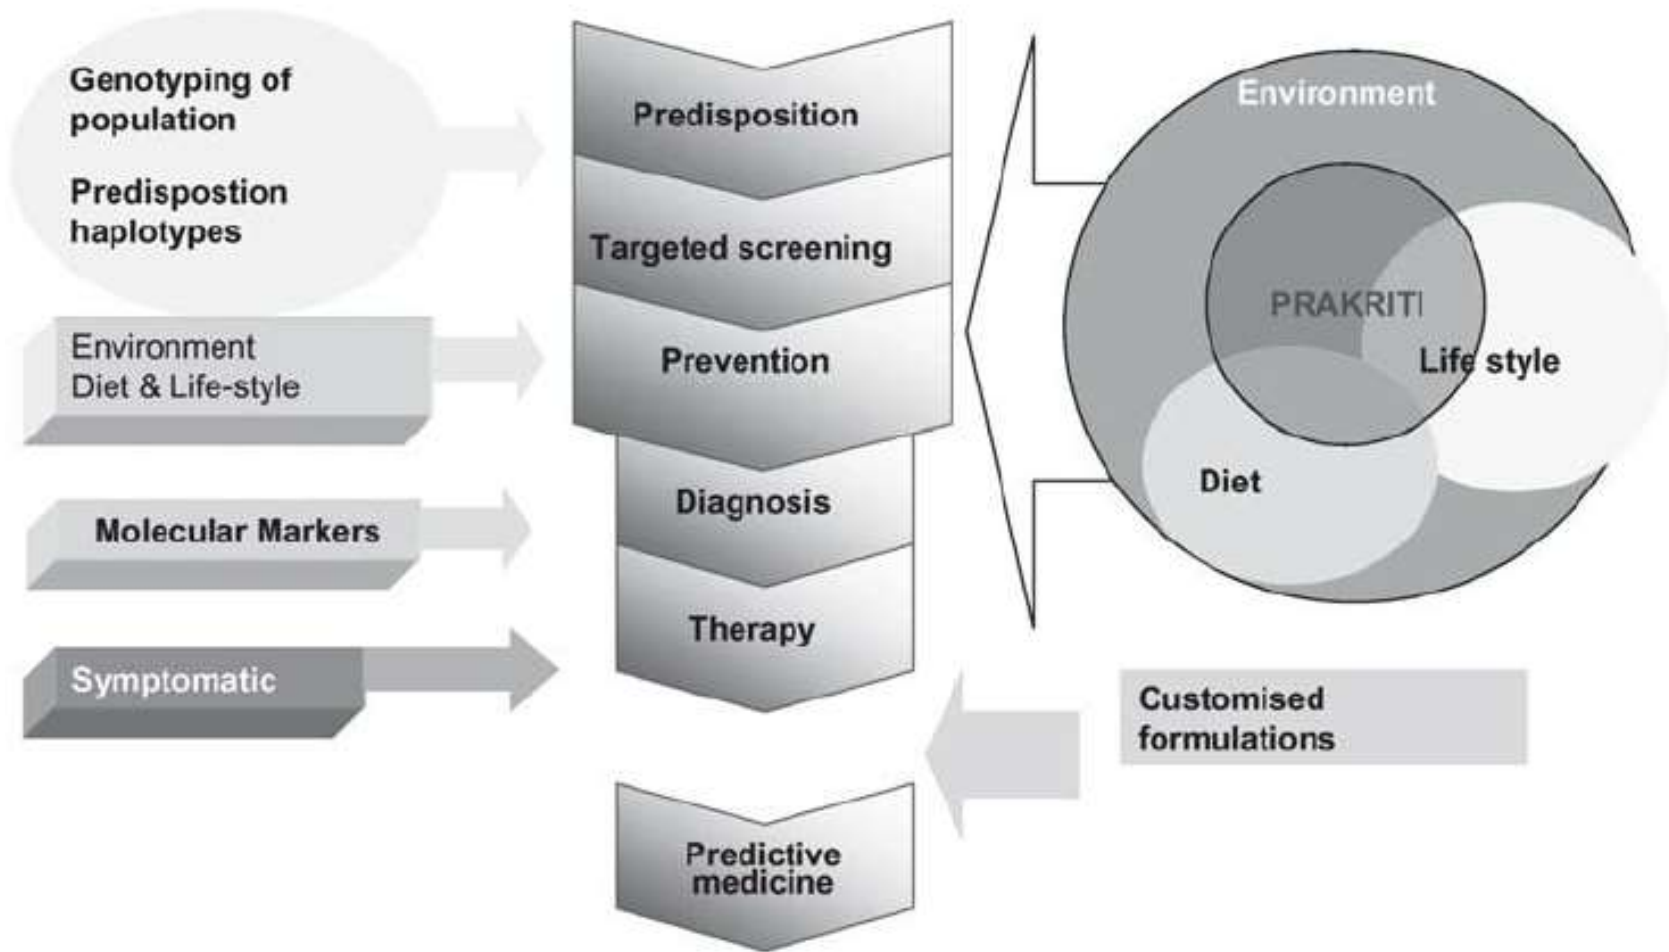 Genotyping of
population
Predispostion
haplotypes
Environment
Diet & Life-style
Molecular Markers
Symptomatic
Predisposition
Targeted screening
Prevention
Diagnosis
Therapy
Predictive
medicine
Environment
PRAKRITI
Life style
Diet
Customised
formulations